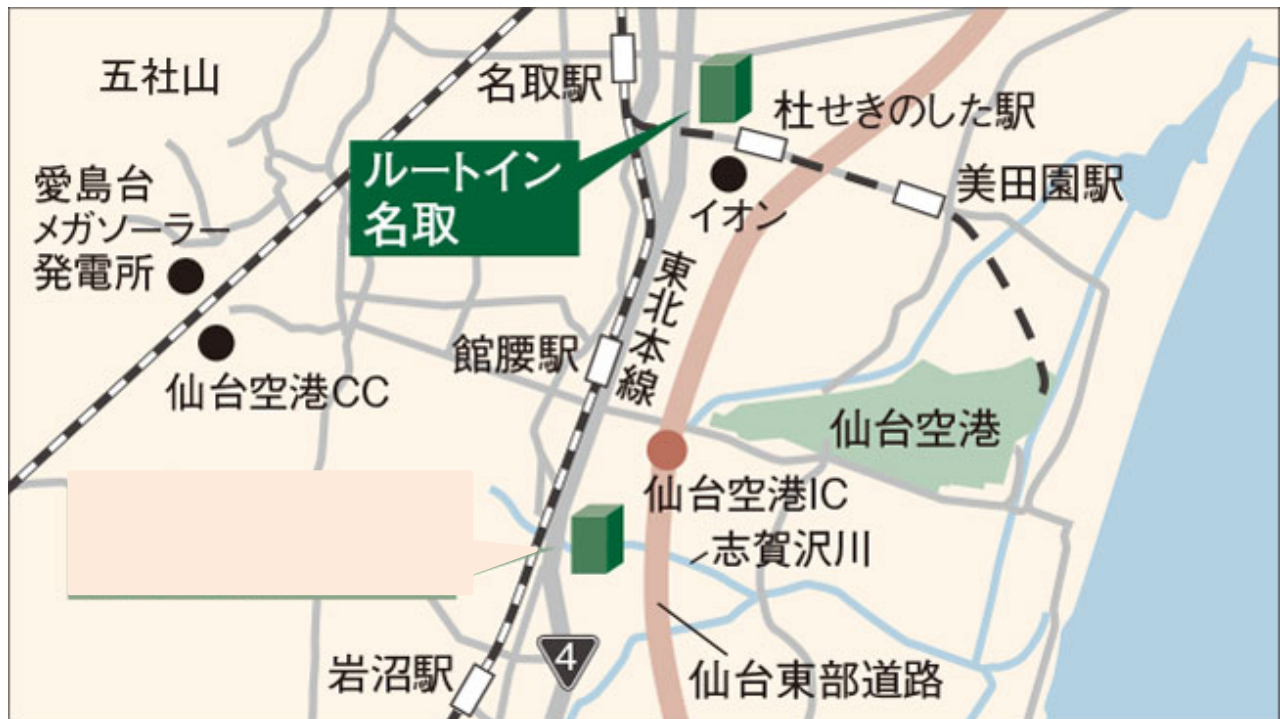 五社山
名取駅
杜せきのした駅
ルートイン
名取
愛島台
メガソーラー
発電所
美田園駅
イオン
東北本線
館腰駅
仙台空港CC
仙台空港
仙台空港IC
志賀沢川
岩沼駅
4
仙台東部道路